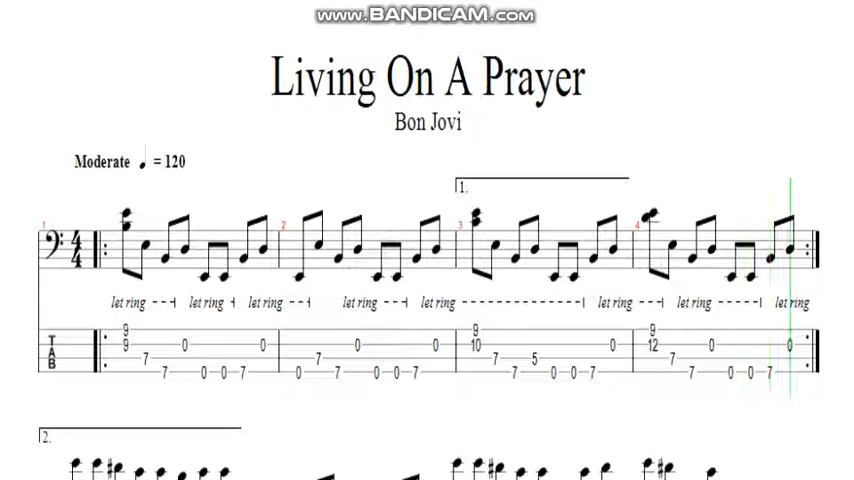 www.BANDICAM.com
Living On A Prayer
Bon Jovi
Moderate ♩ = 120
1.
1 2 3 4
4
4
let ring let ring let ring let ring let ring let ring let ring let ring
9 9 9
T 9 0 0 0 0 10 0 12 0 0
A 7 7 7 5 7
B 7 0 0 7 0 7 0 0 7 7 0 0 7 7 0 0 7
2.